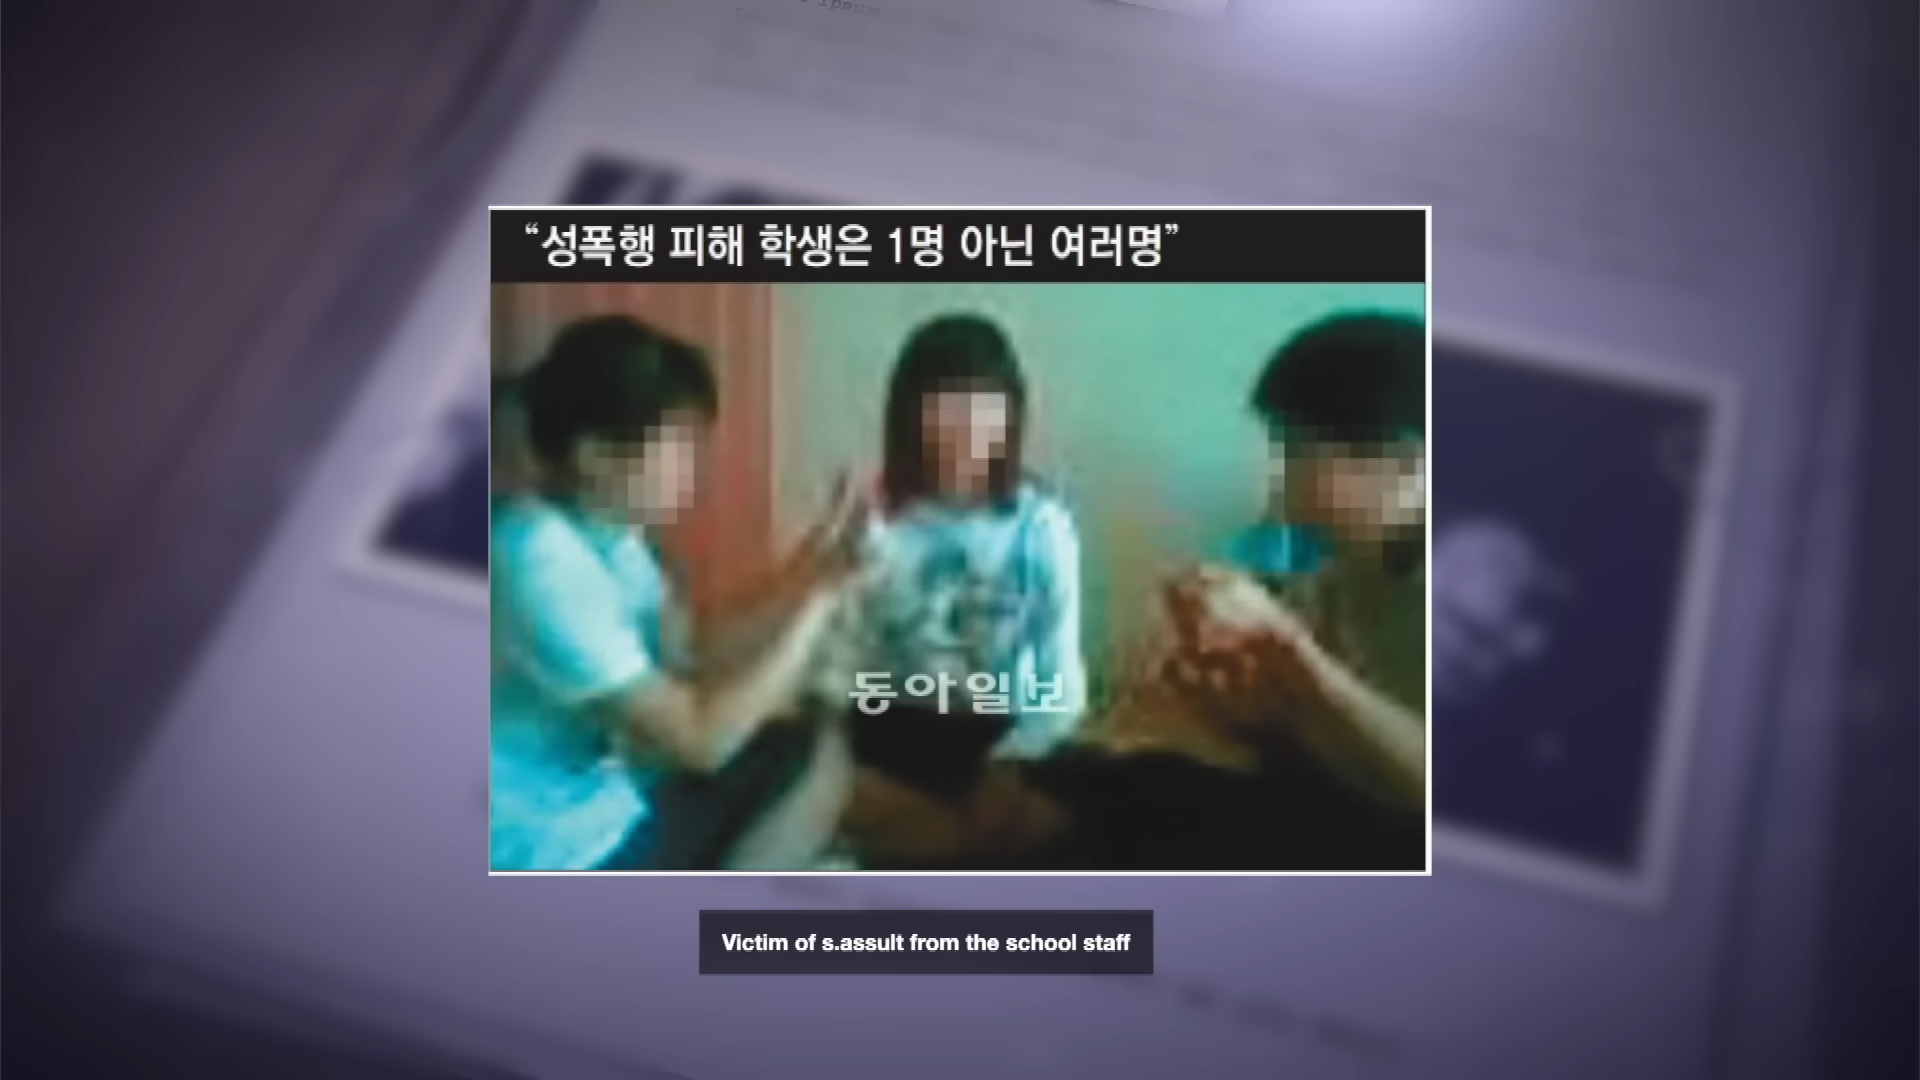 “성폭행 피해 학생은 1명 아닌 여러명”
동아일보
Victim of s.assult from the school staff